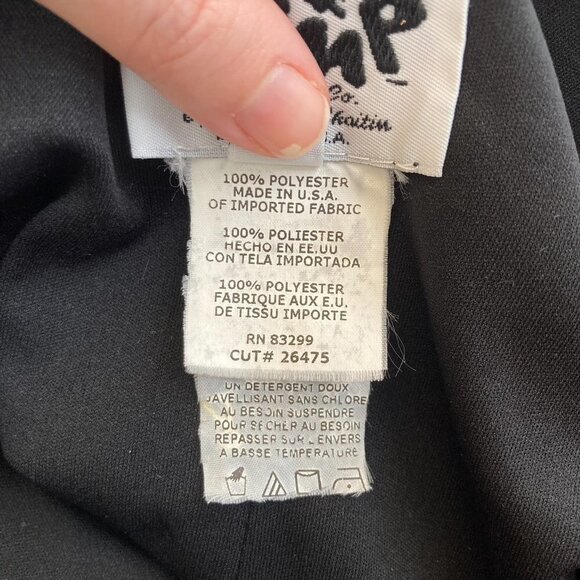 & Co.
Chaitin
100% POLYESTER
MADE IN U.S.A.
OF IMPORTED FABRIC
100% POLIESTER
HECHO EN EE.UU
CON TELA IMPORTADA
100% POLYESTER
FABRIQUE AUX E.U.
DE TISSU IMPORTE
RN 83299
CUT# 26475
UN DETERGENT DOUX
JAVELLISANT SANS CHLORE
AU BESOIN SUSPENDRE
POUR SECHER AU BESOIN
REPASSER SUR L'ENVERS
A BASSE TEMPERATURE